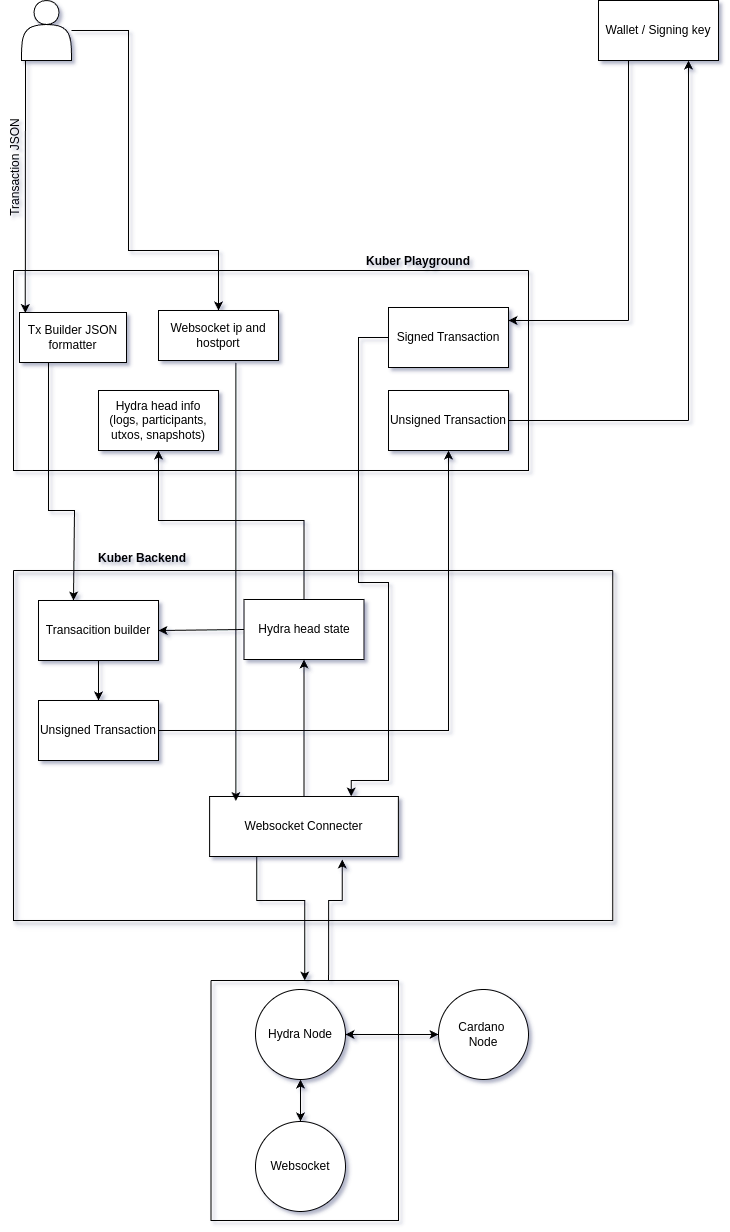 Wallet / Signing key
Transaction JSON
Kuber Playground
Tx Builder JSON
formatter
Websocket ip and
hostport
Signed Transaction
Hydra head info
(logs, participants,
utxos, snapshots)
Unsigned Transaction
Kuber Backend
Transacition builder
Hydra head state
Unsigned Transaction
Websocket Connecter
Hydra Node
Cardano
Node
Websocket